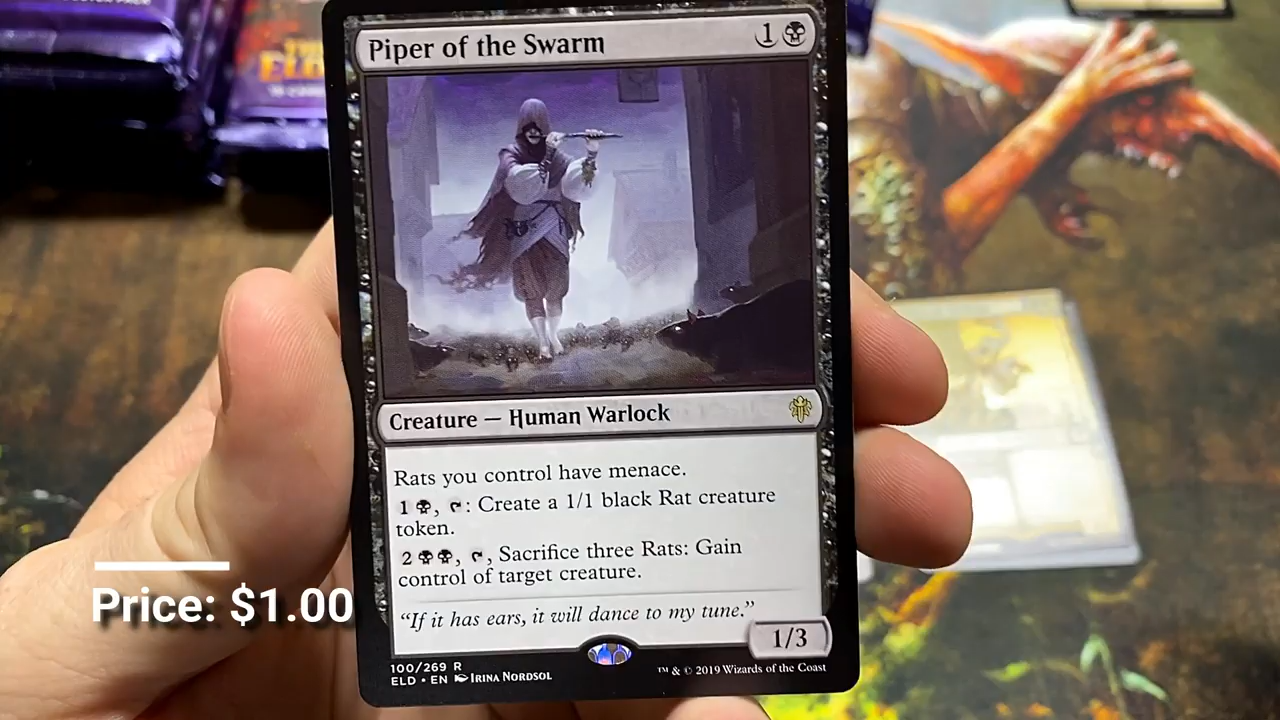 Piper of the Swarm
1
Creature — Human Warlock
Rats you control have menace.
1 , : Create a 1/1 black Rat creature
token.
2 , , Sacrifice three Rats: Gain
control of target creature.
“If it has ears, it will dance to my tune.”
1/3
100/269 R
ELD • EN Irina Nordsol
™ & © 2019 Wizards of the Coast
Price: $1.00